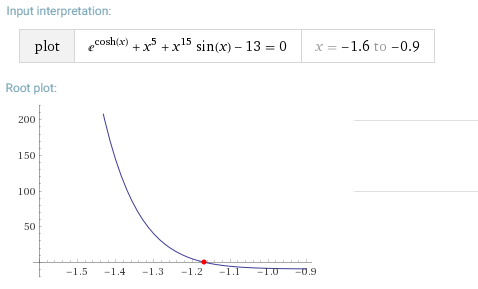 Input interpretation:
plot e^cosh(x) + x^5 + x^15 sin(x) − 13 = 0 x = −1.6 to −0.9
Root plot:
200
150
100
50
−1.5 −1.4 −1.3 −1.2 −1.1 −1.0 −0.9